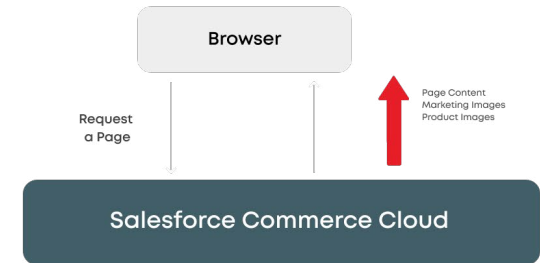 Browser
Request
a Page
Page Content
Marketing Images
Product Images
Salesforce Commerce Cloud